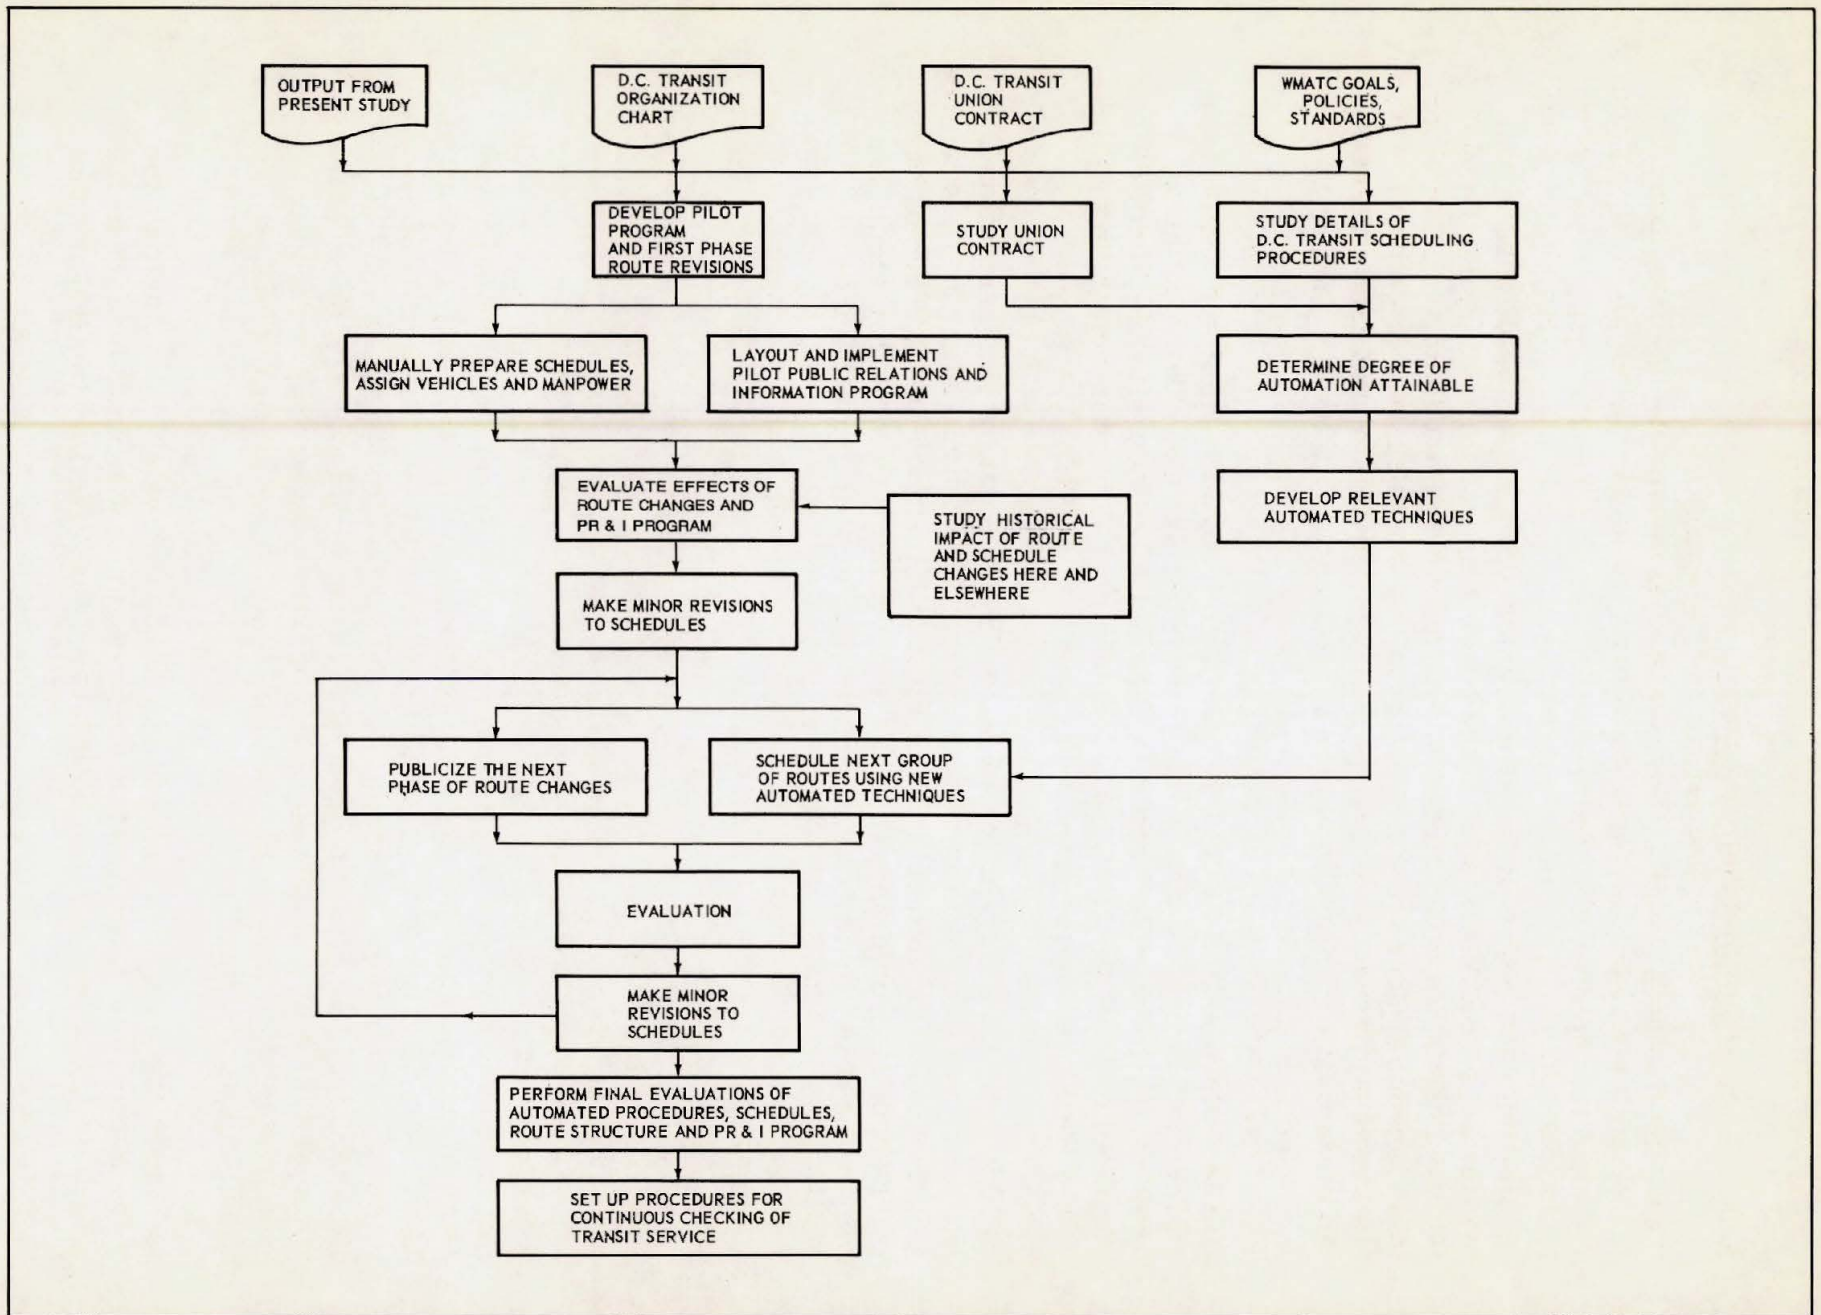 OUTPUT FROM
PRESENT STUDY
D.C. TRANSIT
ORGANIZATION
CHART
D.C. TRANSIT
UNION
CONTRACT
WMATC GOALS,
POLICIES,
STANDARDS
DEVELOP PILOT
PROGRAM
AND FIRST PHASE
ROUTE REVISIONS
STUDY UNION
CONTRACT
STUDY DETAILS OF
D.C. TRANSIT SCHEDULING
PROCEDURES
MANUALLY PREPARE SCHEDULES,
ASSIGN VEHICLES AND MANPOWER
LAYOUT AND IMPLEMENT
PILOT PUBLIC RELATIONS AND
INFORMATION PROGRAM
DETERMINE DEGREE OF
AUTOMATION ATTAINABLE
EVALUATE EFFECTS OF
ROUTE CHANGES AND
PR & I PROGRAM
STUDY HISTORICAL
IMPACT OF ROUTE
AND SCHEDULE
CHANGES HERE AND
ELSEWHERE
DEVELOP RELEVANT
AUTOMATED TECHNIQUES
MAKE MINOR REVISIONS
TO SCHEDULES
PUBLICIZE THE NEXT
PHASE OF ROUTE CHANGES
SCHEDULE NEXT GROUP
OF ROUTES USING NEW
AUTOMATED TECHNIQUES
EVALUATION
MAKE MINOR
REVISIONS TO
SCHEDULES
PERFORM FINAL EVALUATIONS OF
AUTOMATED PROCEDURES, SCHEDULES,
ROUTE STRUCTURE AND PR & I PROGRAM
SET UP PROCEDURES FOR
CONTINUOUS CHECKING OF
TRANSIT SERVICE